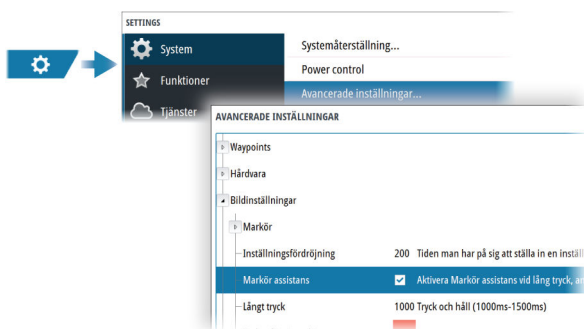 SETTINGS
System
Systemåterställning...
Funktioner
Power control
Avancerade inställningar...
Tjänster
AVANCERADE INSTÄLLNINGAR
Waypoints
Hårdvara
Bildinställningar
Markör
Inställningsfördröjning 200 Tiden man har på sig att ställa in en inställ
Markör assistans Aktivera Markör assistans vid lång tryck, an
Långt tryck 1000 Tryck och håll (1000ms-1500ms)